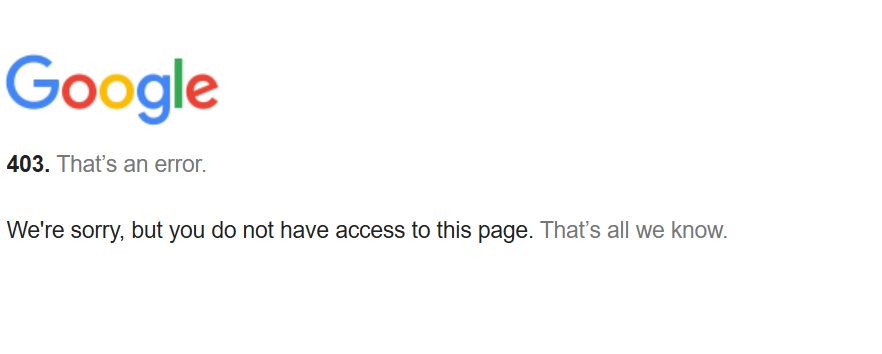 Google
403. That’s an error.
We're sorry, but you do not have access to this page. That’s all we know.